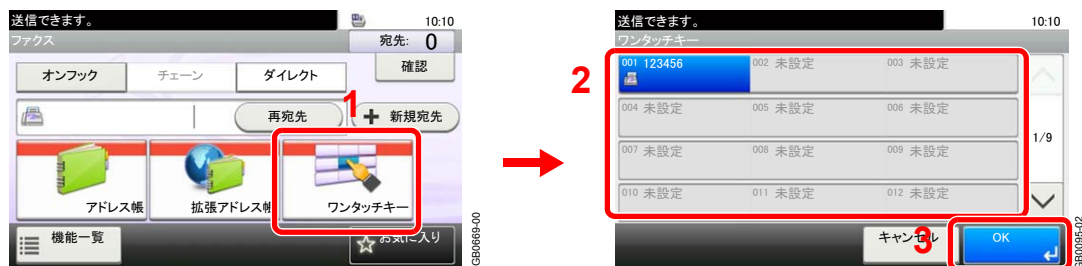 送信できます。
10:10
ファクス
宛先: 0
オンフック
チェーン
ダイレクト
確認
1
再宛先
+ 新規宛先
アドレス帳
拡張アドレス帳
ワンタッチキー
機能一覧
お気に入り
GB0689-00
送信できます。
10:10
ワンタッチキー
2
001 123456
002 未設定
003 未設定
004 未設定
005 未設定
006 未設定
1/9
007 未設定
008 未設定
009 未設定
010 未設定
011 未設定
012 未設定
キャンセル
3
OK
GB0095-02